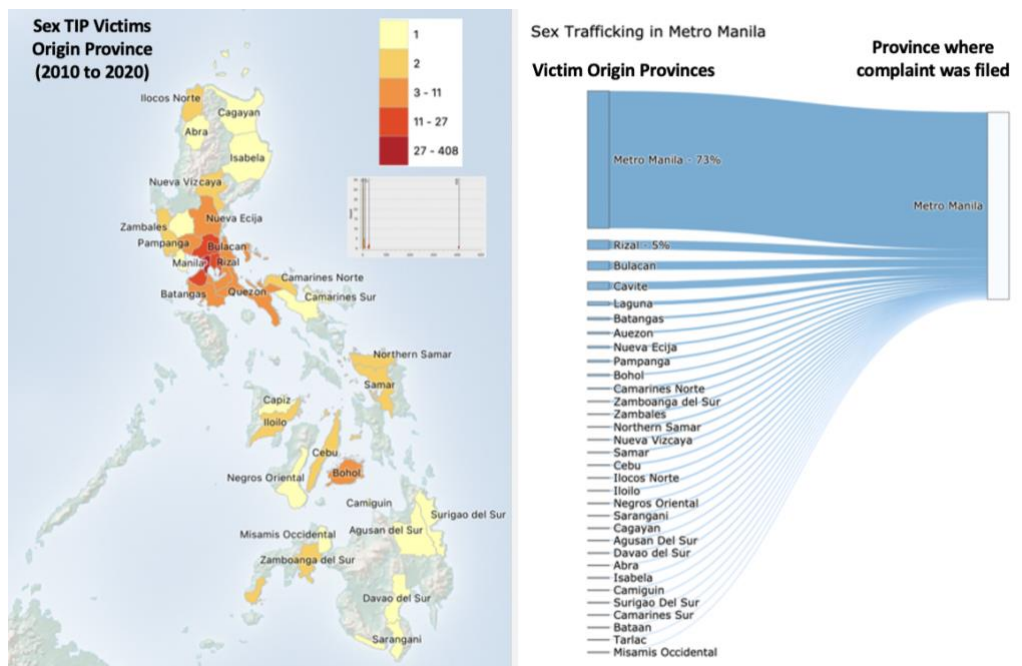 Sex TIP Victims
Origin Province
(2010 to 2020)
1
2
3 - 11
11 - 27
27 - 408
Ilocos Norte
Cagayan
Abra
Isabela
Nueva Vizcaya
Nueva Ecija
Zambales
Pampanga
Bulacan
Manila
Rizal
Batangas
Quezon
Camarines Norte
Camarines Sur
Northern Samar
Samar
Capiz
Iloilo
Cebu
Bohol
Negros Oriental
Camiguin
Surigao del Sur
Agusan del Sur
Misamis Occidental
Zamboanga del Sur
Davao del Sur
Sarangani
Sex Trafficking in Metro Manila
Victim Origin Provinces
Province where
complaint was filed
Metro Manila - 73%
Metro Manila
Rizal - 5%
Bulacan
Cavite
Laguna
Batangas
Auezon
Nueva Ecija
Pampanga
Bohol
Camarines Norte
Zamboanga del Sur
Zambales
Northern Samar
Nueva Vizcaya
Samar
Cebu
Ilocos Norte
Iloilo
Negros Oriental
Sarangani
Cagayan
Agusan Del Sur
Davao del Sur
Abra
Isabela
Camiguin
Surigao Del Sur
Camarines Sur
Bataan
Tarlac
Misamis Occidental